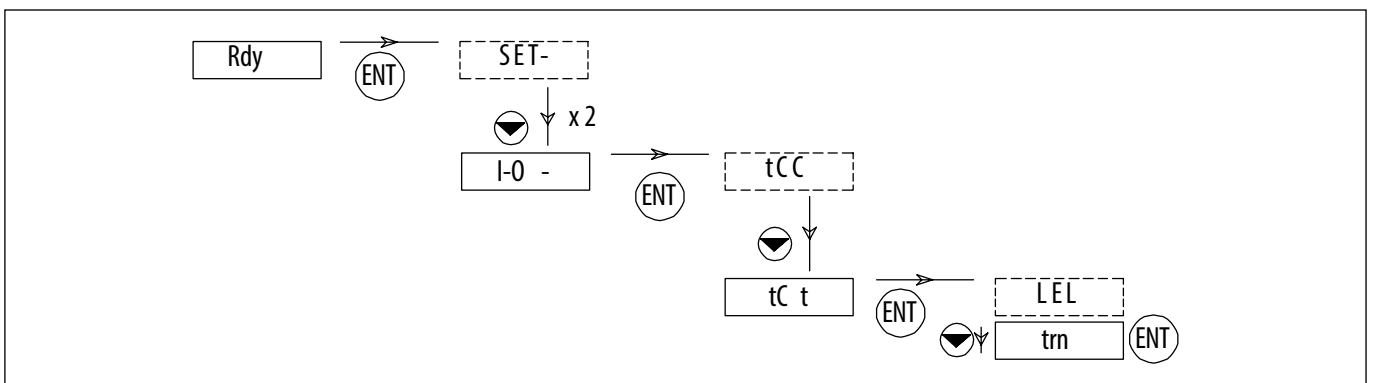 Rdy
ENT
SET-
x 2
I-O -
ENT
tCC
tC t
ENT
LEL
trn
ENT